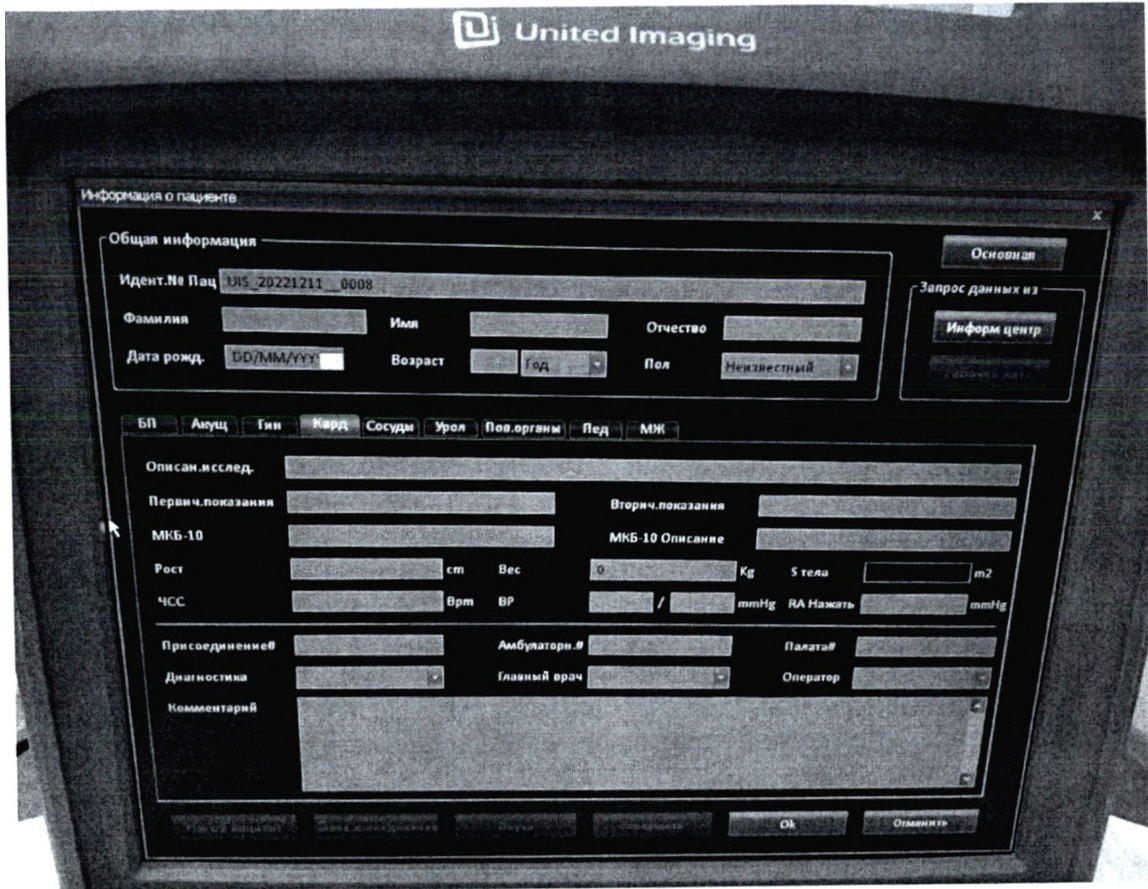 United Imaging
Информация о пациенте
x
Общая информация
Основная
Идент.№ Пац UIS_20221211__0008
Запрос данных из
Фамилия Имя Отчество
Информ центр
Дата рожд. DD/MM/YYY Возраст Год Пол Неизвестный
БП Акуш Гин Кард Сосуды Урол Пов.органы Пед МЖ
Описан.исслед.
Первич.показания Вторич.показания
МКБ-10 МКБ-10 Описание
Рост cm Вес 0 Kg S тела m2
ЧСС Bpm BP / mmHg RA Нажать mmHg
Присоединение# Амбулаторн.# Палата#
Диагностика Главный врач Оператор
Комментарий
Ok Отменить